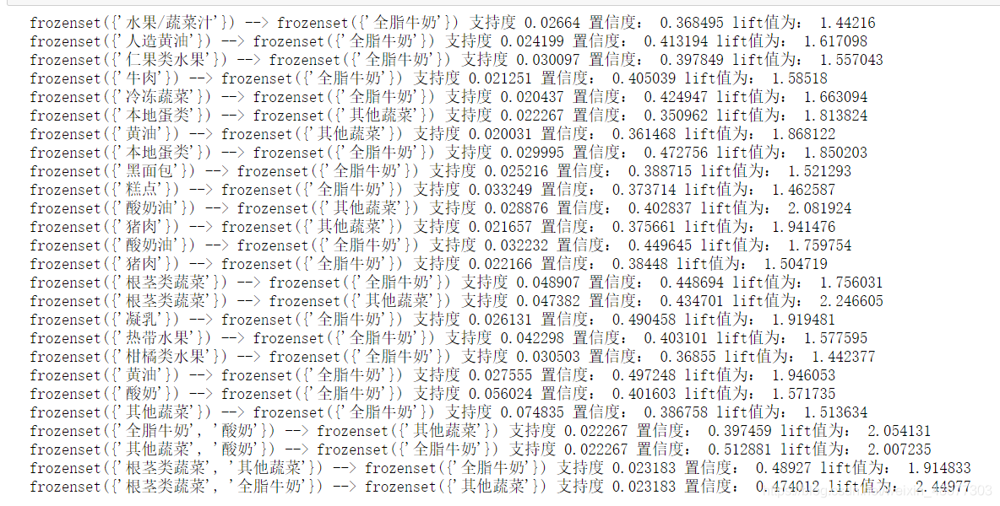 frozenset({'水果/蔬菜汁'}) --> frozenset({'全脂牛奶'}) 支持度 0.02664 置信度： 0.368495 lift值为： 1.44216
frozenset({'人造黄油'}) --> frozenset({'全脂牛奶'}) 支持度 0.024199 置信度： 0.413194 lift值为： 1.617098
frozenset({'仁果类水果'}) --> frozenset({'全脂牛奶'}) 支持度 0.030097 置信度： 0.397849 lift值为： 1.557043
frozenset({'牛肉'}) --> frozenset({'全脂牛奶'}) 支持度 0.021251 置信度： 0.405039 lift值为： 1.58518
frozenset({'冷冻蔬菜'}) --> frozenset({'全脂牛奶'}) 支持度 0.020437 置信度： 0.424947 lift值为： 1.663094
frozenset({'本地蛋类'}) --> frozenset({'其他蔬菜'}) 支持度 0.022267 置信度： 0.350962 lift值为： 1.813824
frozenset({'黄油'}) --> frozenset({'其他蔬菜'}) 支持度 0.020031 置信度： 0.361468 lift值为： 1.868122
frozenset({'本地蛋类'}) --> frozenset({'全脂牛奶'}) 支持度 0.029995 置信度： 0.472756 lift值为： 1.850203
frozenset({'黑面包'}) --> frozenset({'全脂牛奶'}) 支持度 0.025216 置信度： 0.388715 lift值为： 1.521293
frozenset({'糕点'}) --> frozenset({'全脂牛奶'}) 支持度 0.033249 置信度： 0.373714 lift值为： 1.462587
frozenset({'酸奶油'}) --> frozenset({'其他蔬菜'}) 支持度 0.028876 置信度： 0.402837 lift值为： 2.081924
frozenset({'猪肉'}) --> frozenset({'其他蔬菜'}) 支持度 0.021657 置信度： 0.375661 lift值为： 1.941476
frozenset({'酸奶油'}) --> frozenset({'全脂牛奶'}) 支持度 0.032232 置信度： 0.449645 lift值为： 1.759754
frozenset({'猪肉'}) --> frozenset({'全脂牛奶'}) 支持度 0.022166 置信度： 0.38448 lift值为： 1.504719
frozenset({'根茎类蔬菜'}) --> frozenset({'全脂牛奶'}) 支持度 0.048907 置信度： 0.448694 lift值为： 1.756031
frozenset({'根茎类蔬菜'}) --> frozenset({'其他蔬菜'}) 支持度 0.047382 置信度： 0.434701 lift值为： 2.246605
frozenset({'凝乳'}) --> frozenset({'全脂牛奶'}) 支持度 0.026131 置信度： 0.490458 lift值为： 1.919481
frozenset({'热带水果'}) --> frozenset({'全脂牛奶'}) 支持度 0.042298 置信度： 0.403101 lift值为： 1.577595
frozenset({'柑橘类水果'}) --> frozenset({'全脂牛奶'}) 支持度 0.030503 置信度： 0.36855 lift值为： 1.442377
frozenset({'黄油'}) --> frozenset({'全脂牛奶'}) 支持度 0.027555 置信度： 0.497248 lift值为： 1.946053
frozenset({'酸奶'}) --> frozenset({'全脂牛奶'}) 支持度 0.056024 置信度： 0.401603 lift值为： 1.571735
frozenset({'其他蔬菜'}) --> frozenset({'全脂牛奶'}) 支持度 0.074835 置信度： 0.386758 lift值为： 1.513634
frozenset({'全脂牛奶', '酸奶'}) --> frozenset({'其他蔬菜'}) 支持度 0.022267 置信度： 0.397459 lift值为： 2.054131
frozenset({'其他蔬菜', '酸奶'}) --> frozenset({'全脂牛奶'}) 支持度 0.022267 置信度： 0.512881 lift值为： 2.007235
frozenset({'根茎类蔬菜', '其他蔬菜'}) --> frozenset({'全脂牛奶'}) 支持度 0.023183 置信度： 0.48927 lift值为： 1.914833
frozenset({'根茎类蔬菜', '全脂牛奶'}) --> frozenset({'其他蔬菜'}) 支持度 0.023183 置信度： 0.474012 lift值为： 2.44977